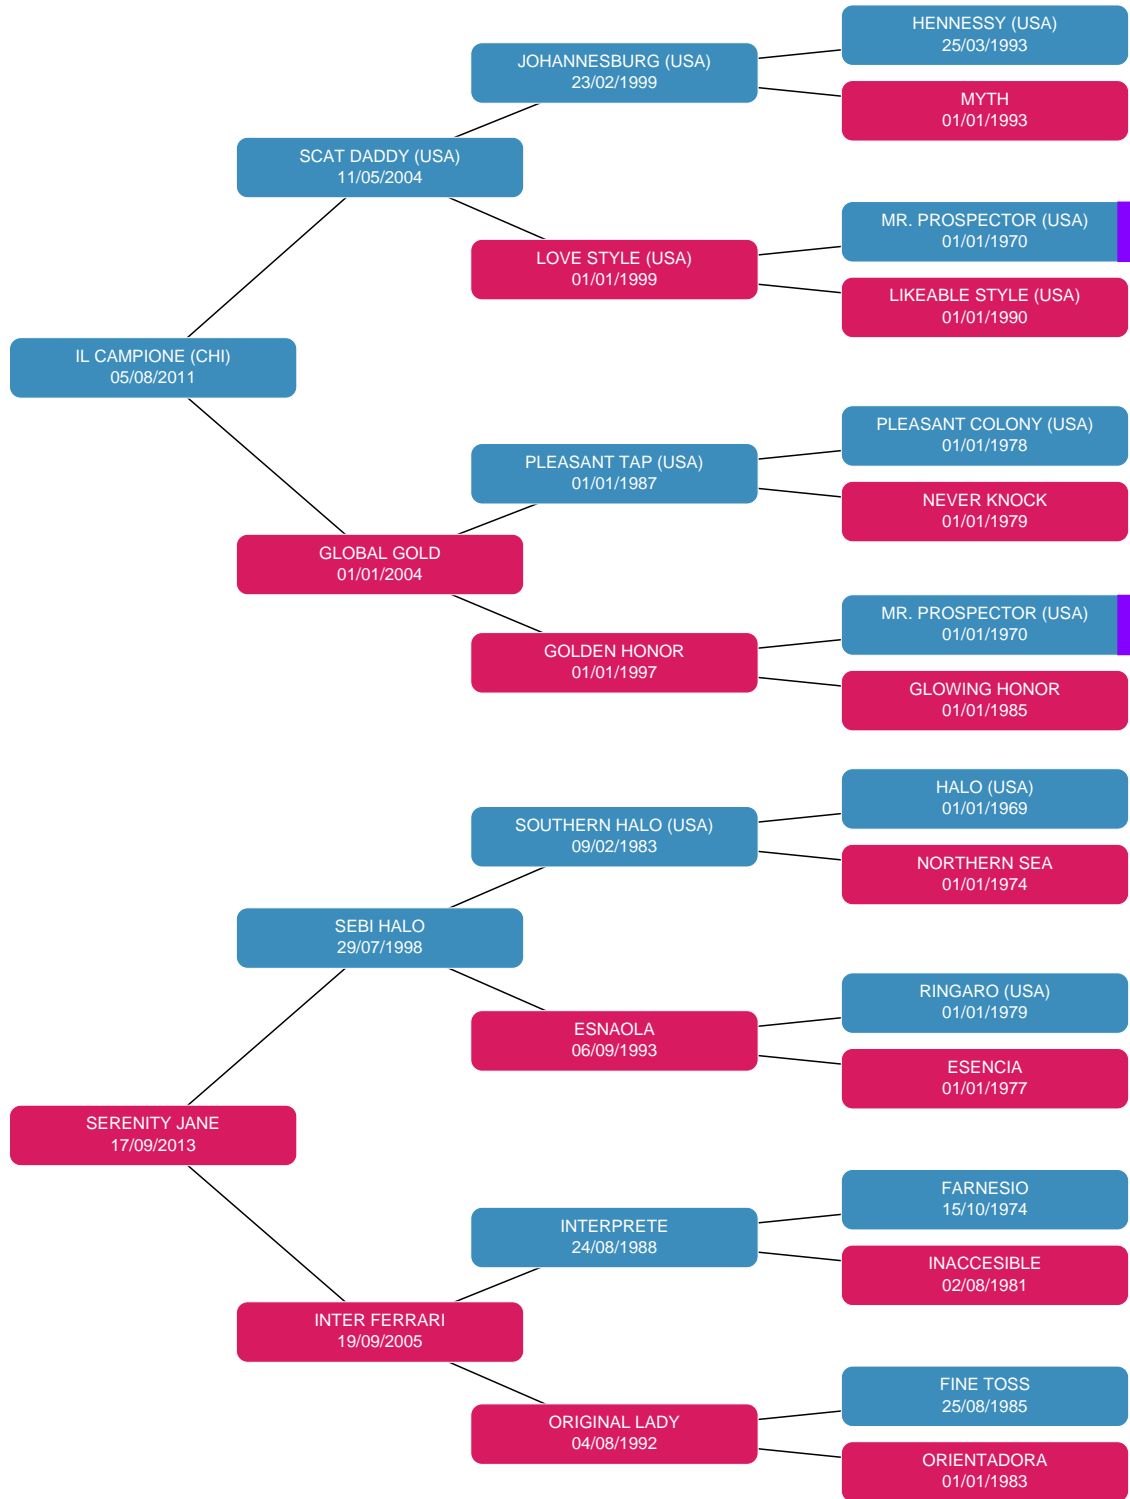 HENNESSY (USA)
25/03/1993
JOHANNESBURG (USA)
23/02/1999
MYTH
01/01/1993
SCAT DADDY (USA)
11/05/2004
MR. PROSPECTOR (USA)
01/01/1970
LOVE STYLE (USA)
01/01/1999
LIKEABLE STYLE (USA)
01/01/1990
IL CAMPIONE (CHI)
05/08/2011
PLEASANT COLONY (USA)
01/01/1978
PLEASANT TAP (USA)
01/01/1987
NEVER KNOCK
01/01/1979
GLOBAL GOLD
01/01/2004
MR. PROSPECTOR (USA)
01/01/1970
GOLDEN HONOR
01/01/1997
GLOWING HONOR
01/01/1985
HALO (USA)
01/01/1969
SOUTHERN HALO (USA)
09/02/1983
NORTHERN SEA
01/01/1974
SEBI HALO
29/07/1998
RINGARO (USA)
01/01/1979
ESNAOLA
06/09/1993
ESENCIA
01/01/1977
SERENITY JANE
17/09/2013
FARNESIO
15/10/1974
INTERPRETE
24/08/1988
INACCESIBLE
02/08/1981
INTER FERRARI
19/09/2005
FINE TOSS
25/08/1985
ORIGINAL LADY
04/08/1992
ORIENTADORA
01/01/1983